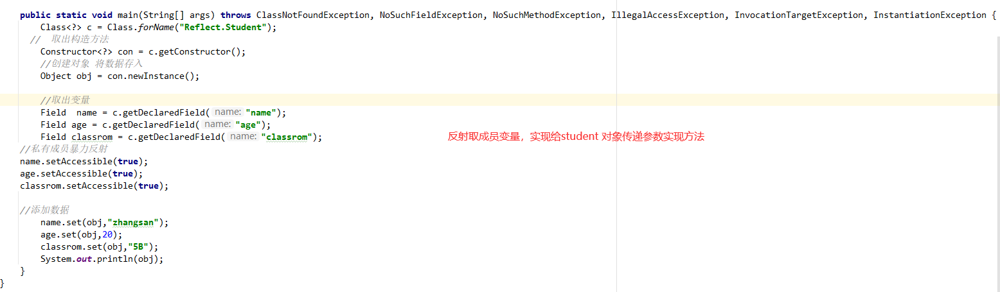 public static void main(String[] args) throws ClassNotFoundException, NoSuchFieldException, NoSuchMethodException, IllegalAccessException, InvocationTargetException, InstantiationException {
Class<?> c = Class.forName("Reflect.Student");
// 取出构造方法
Constructor<?> con = c.getConstructor();
//创建对象 将数据存入
Object obj = con.newInstance();
//取出变量
Field name = c.getDeclaredField( name: "name");
Field age = c.getDeclaredField( name: "age");
Field classrom = c.getDeclaredField( name: "classrom");
反射取成员变量，实现给student 对象传递参数实现方法
//私有成员暴力反射
name.setAccessible(true);
age.setAccessible(true);
classrom.setAccessible(true);
//添加数据
name.set(obj,"zhangsan");
age.set(obj,20);
classrom.set(obj,"5B");
System.out.println(obj);
}
}